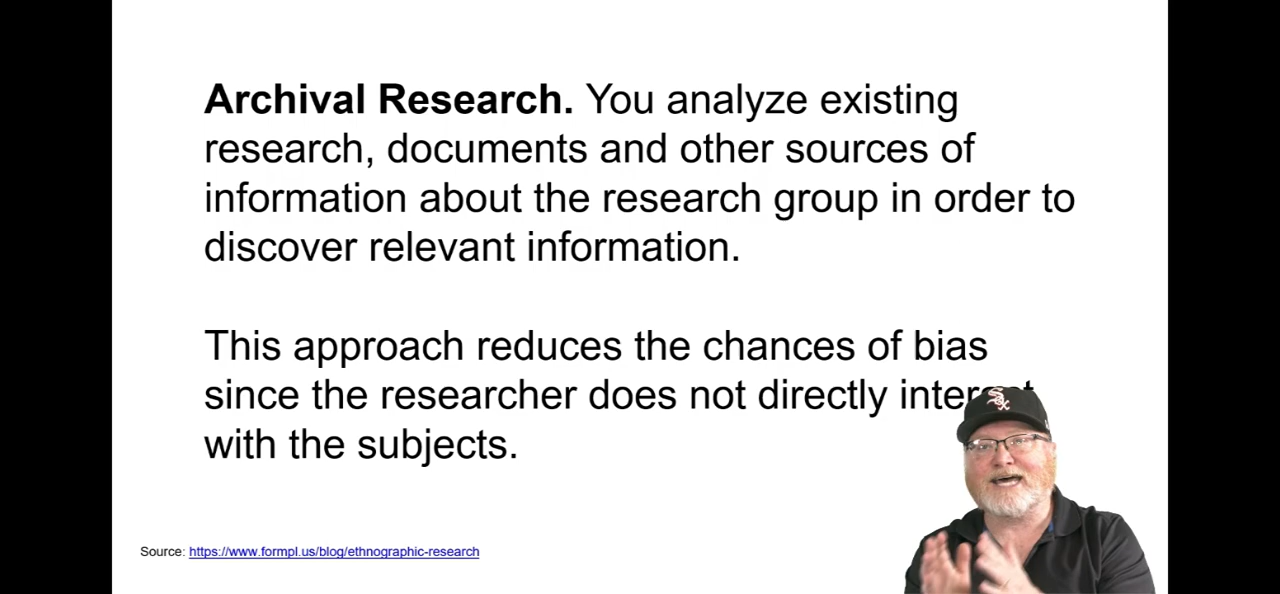 Archival Research. You analyze existing
research, documents and other sources of
information about the research group in order to
discover relevant information.
This approach reduces the chances of bias
since the researcher does not directly
with the subjects.
Sox
Source: https://www.formpl.us/blog/ethnographic-research